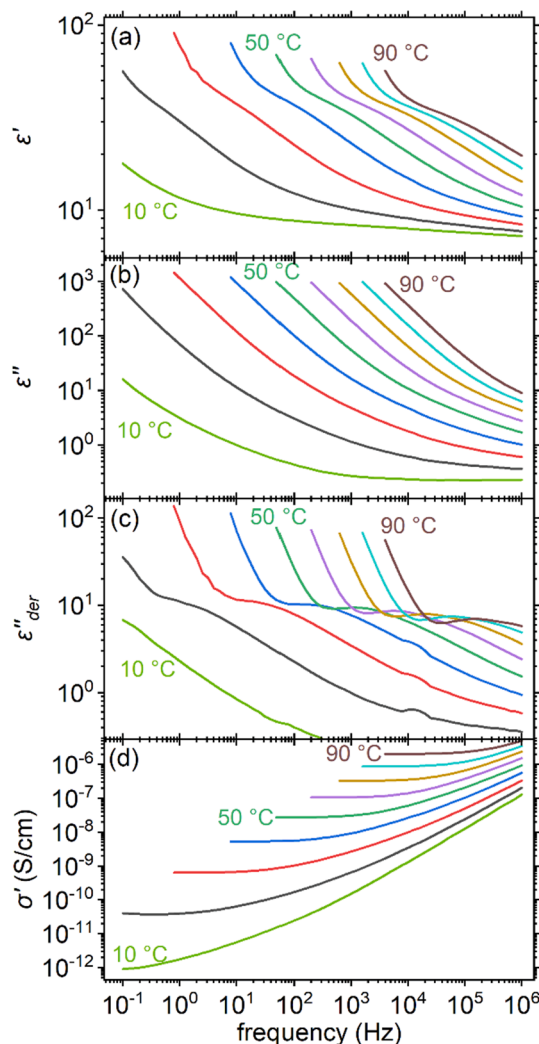 10²
(a)
50 °C
90 °C
ε'
10¹
10 °C
(b)
50 °C
90 °C
10³
10²
ε''
10¹
10⁰
10 °C
(c)
10²
50 °C
90 °C
ε''der
10¹
10 °C
10⁰
(d)
90 °C
10⁻⁶
10⁻⁷
50 °C
10⁻⁸
σ' (S/cm)
10⁻⁹
10⁻¹⁰
10⁻¹¹
10 °C
10⁻¹²
10⁻¹ 10⁰ 10¹ 10² 10³ 10⁴ 10⁵ 10⁶
frequency (Hz)